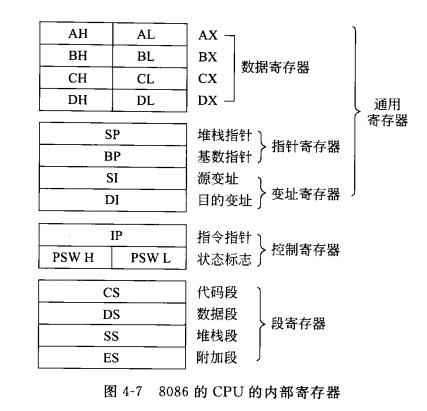 AH AL AX
BH BL BX
CH CL CX
DH DL DX
数据寄存器
SP 堆栈指针
BP 基数指针
指针寄存器
SI 源变址
DI 目的变址
变址寄存器
通用
寄存器
IP 指令指针
PSW H PSW L 状态标志
控制寄存器
CS 代码段
DS 数据段
SS 堆栈段
ES 附加段
段寄存器
图 4-7 8086 的 CPU 的内部寄存器